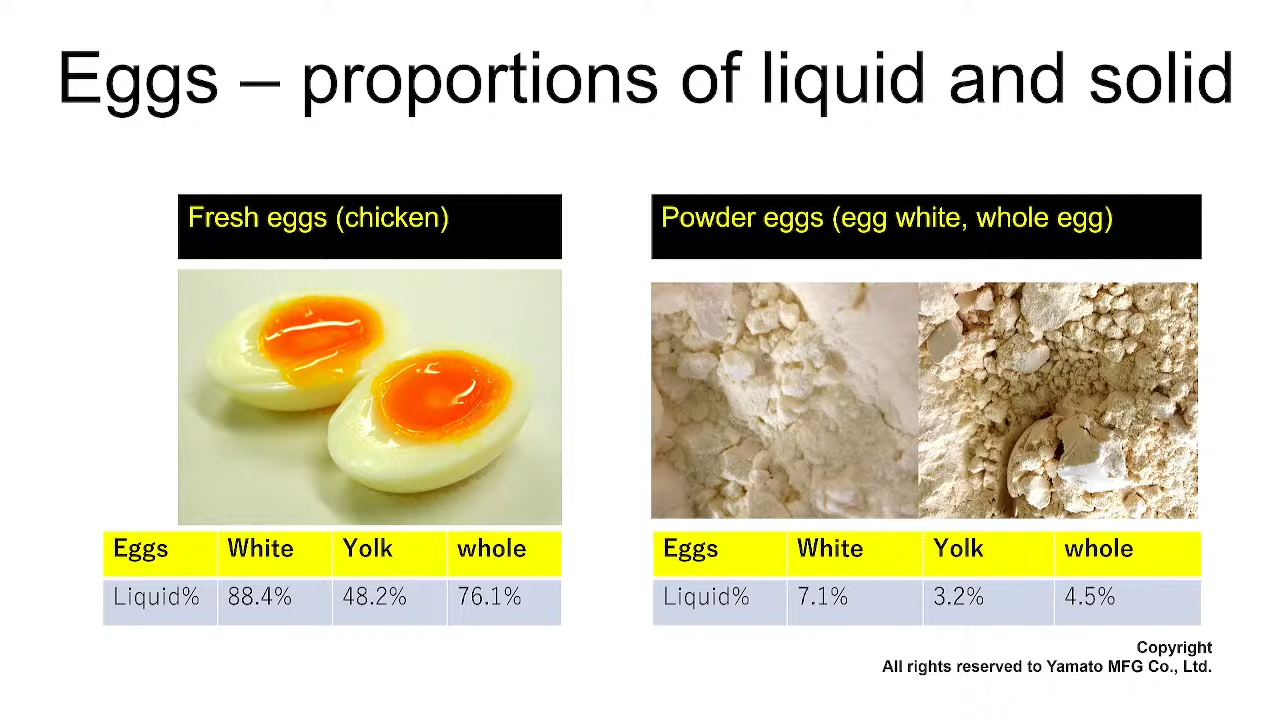 Eggs – proportions of liquid and solid
Fresh eggs (chicken)
Powder eggs (egg white, whole egg)
Eggs White Yolk whole
Liquid% 88.4% 48.2% 76.1%
Eggs White Yolk whole
Liquid% 7.1% 3.2% 4.5%
Copyright
All rights reserved to Yamato MFG Co., Ltd.